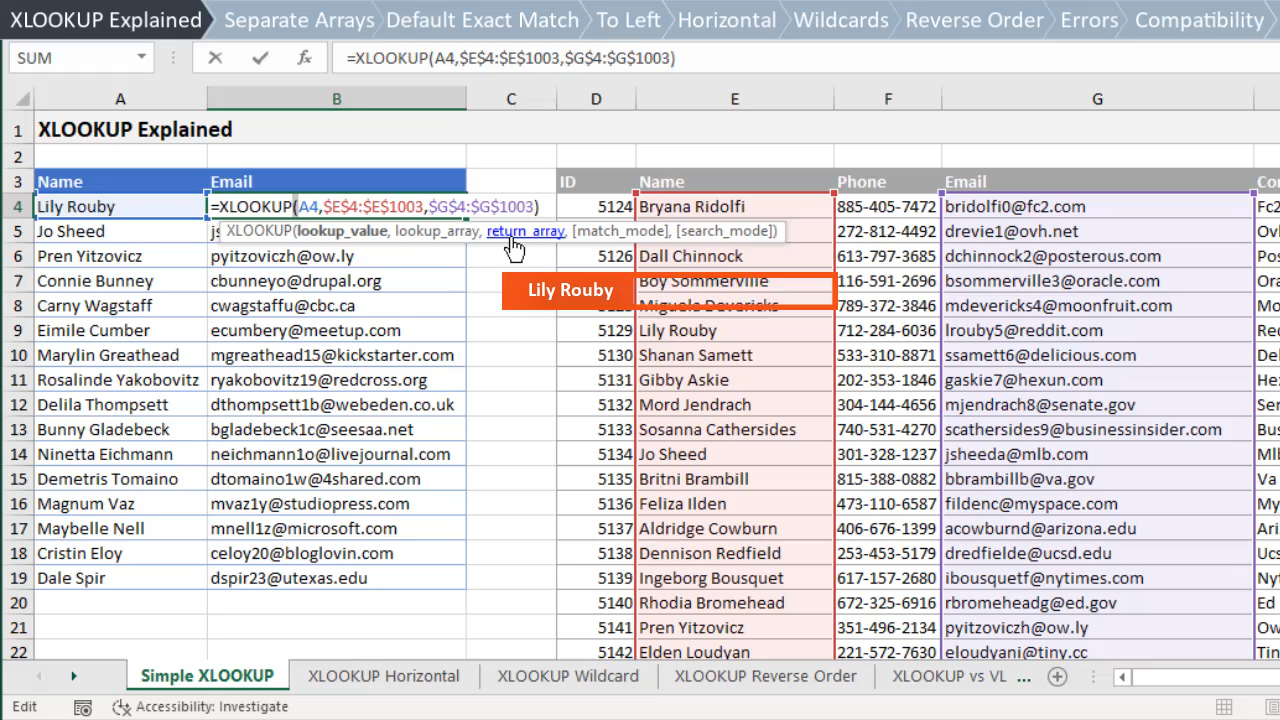 XLOOKUP Explained Separate Arrays Default Exact Match To Left Horizontal Wildcards Reverse Order Errors Compatibility
SUM fx =XLOOKUP(A4,$E$4:$E$1003,$G$4:$G$1003)
A B C D E F G
1 XLOOKUP Explained
2
3 Name Email ID Name Phone Email Co
4 Lily Rouby =XLOOKUP(A4,$E$4:$E$1003,$G$4:$G$1003) 5124 Bryana Ridolfi 885-405-7472 bridolfi0@fc2.com Fc2
5 Jo Sheed XLOOKUP(lookup_value, lookup_array, return_array, [match_mode], [search_mode]) 272-812-4492 drevie1@ovh.net Ovh
6 Pren Yitzovicz pyitzoviczh@ow.ly 5126 Dall Chinnock 613-797-3685 dchinnock2@posterous.com Pos
7 Connie Bunney cbunneyo@drupal.org Lily Rouby Boy Sommerville 116-591-2696 bsommerville3@oracle.com Ora
8 Carny Wagstaff cwagstaffu@cbc.ca Miguela Devericks 789-372-3846 mdevericks4@moonfruit.com Mo
9 Eimile Cumber ecumbery@meetup.com 5129 Lily Rouby 712-284-6036 lrouby5@reddit.com Rec
10 Marylin Greathead mgreathead15@kickstarter.com 5130 Shanan Samett 533-310-8871 ssamett6@delicious.com Del
11 Rosalinde Yakobovitz ryakobovitz19@redcross.org 5131 Gibby Askie 202-353-1846 gaskie7@hexun.com Hex
12 Delila Thompsett dthompsett1b@webeden.co.uk 5132 Mord Jendrach 304-144-4656 mjendrach8@senate.gov Sen
13 Bunny Gladebeck bgladebeck1c@seesaa.net 5133 Sosanna Cathersides 740-531-4270 scathersides9@businessinsider.com Bus
14 Ninetta Eichmann neichmann1o@livejournal.com 5134 Jo Sheed 301-328-1237 jsheeda@mlb.com Mlb
15 Demetris Tomaino dtomaino1w@4shared.com 5135 Britni Brambill 815-388-0882 bbrambillb@va.gov Va
16 Magnum Vaz mvaz1y@studiopress.com 5136 Feliza Ilden 473-110-6587 fildenc@myspace.com My
17 Maybelle Nell mnell1z@microsoft.com 5137 Aldridge Cowburn 406-676-1399 acowburnd@arizona.edu Ari
18 Cristin Eloy celoy20@bloglovin.com 5138 Dennison Redfield 253-453-5179 dredfielde@ucsd.edu Ucs
19 Dale Spir dspir23@utexas.edu 5139 Ingeborg Bousquet 617-157-2680 ibousquetf@nytimes.com Ny
20 5140 Rhodia Bromehead 672-325-6916 rbromeheadg@ed.gov Ed
21 5141 Pren Yitzovicz 351-496-2134 pyitzoviczh@ow.ly Ow
22 5142 Elden Loudyan 221-572-7630 eloudyani@tiny.cc Tin
Simple XLOOKUP XLOOKUP Horizontal XLOOKUP Wildcard XLOOKUP Reverse Order XLOOKUP vs VL ...
Edit Accessibility: Investigate